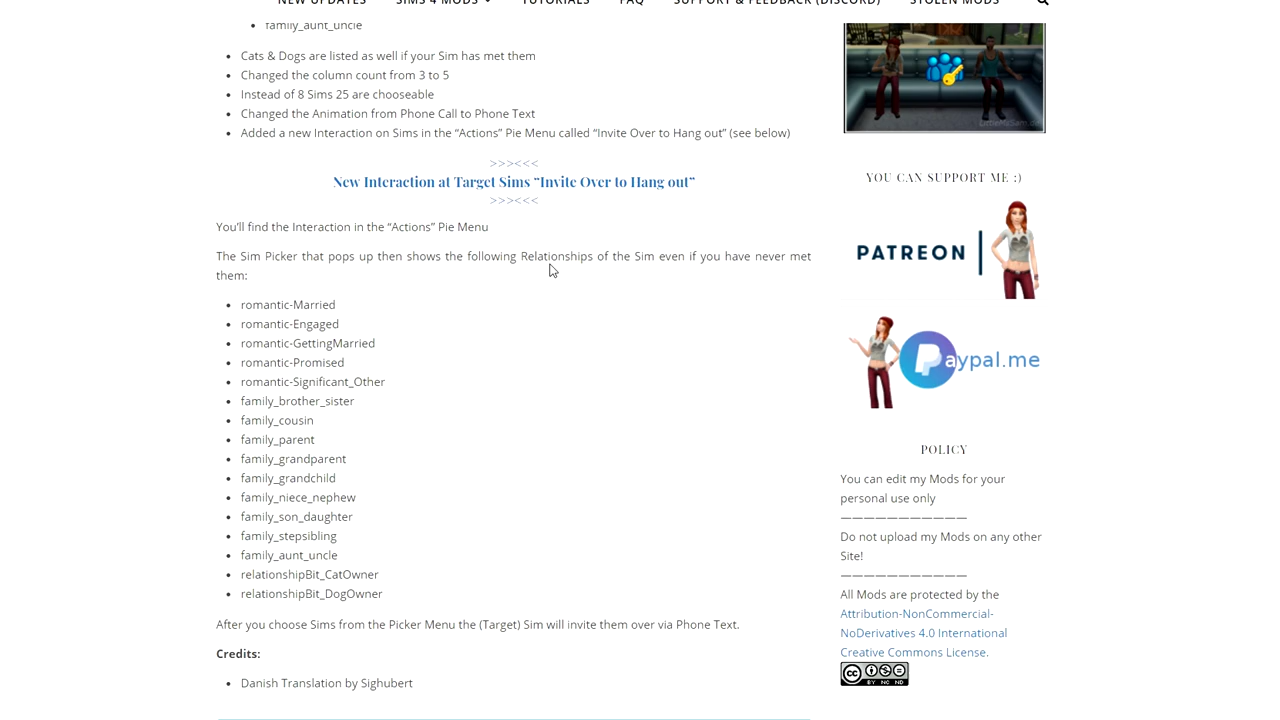 NEW UPDATES SIMS 4 MODS TUTORIALS FAQ SUPPORT & FEEDBACK (DISCORD) STOLEN MODS
family_aunt_uncle
Cats & Dogs are listed as well if your Sim has met them
Changed the column count from 3 to 5
Instead of 8 Sims 25 are chooseable
Changed the Animation from Phone Call to Phone Text
Added a new Interaction on Sims in the “Actions” Pie Menu called “Invite Over to Hang out” (see below)
>>><<<
New Interaction at Target Sims ”Invite Over to Hang out”
>>><<<
You’ll find the Interaction in the “Actions” Pie Menu
The Sim Picker that pops up then shows the following Relationships of the Sim even if you have never met
them:
romantic-Married
romantic-Engaged
romantic-GettingMarried
romantic-Promised
romantic-Significant_Other
family_brother_sister
family_cousin
family_parent
family_grandparent
family_grandchild
family_niece_nephew
family_son_daughter
family_stepsibling
family_aunt_uncle
relationshipBit_CatOwner
relationshipBit_DogOwner
After you choose Sims from the Picker Menu the (Target) Sim will invite them over via Phone Text.
Credits:
Danish Translation by Sighubert
YOU CAN SUPPORT ME :)
PATREON
Paypal.me
POLICY
You can edit my Mods for your
personal use only
———————————
Do not upload my Mods on any other
Site!
———————————
All Mods are protected by the
Attribution-NonCommercial-
NoDerivatives 4.0 International
Creative Commons License.
cc
BY NC ND